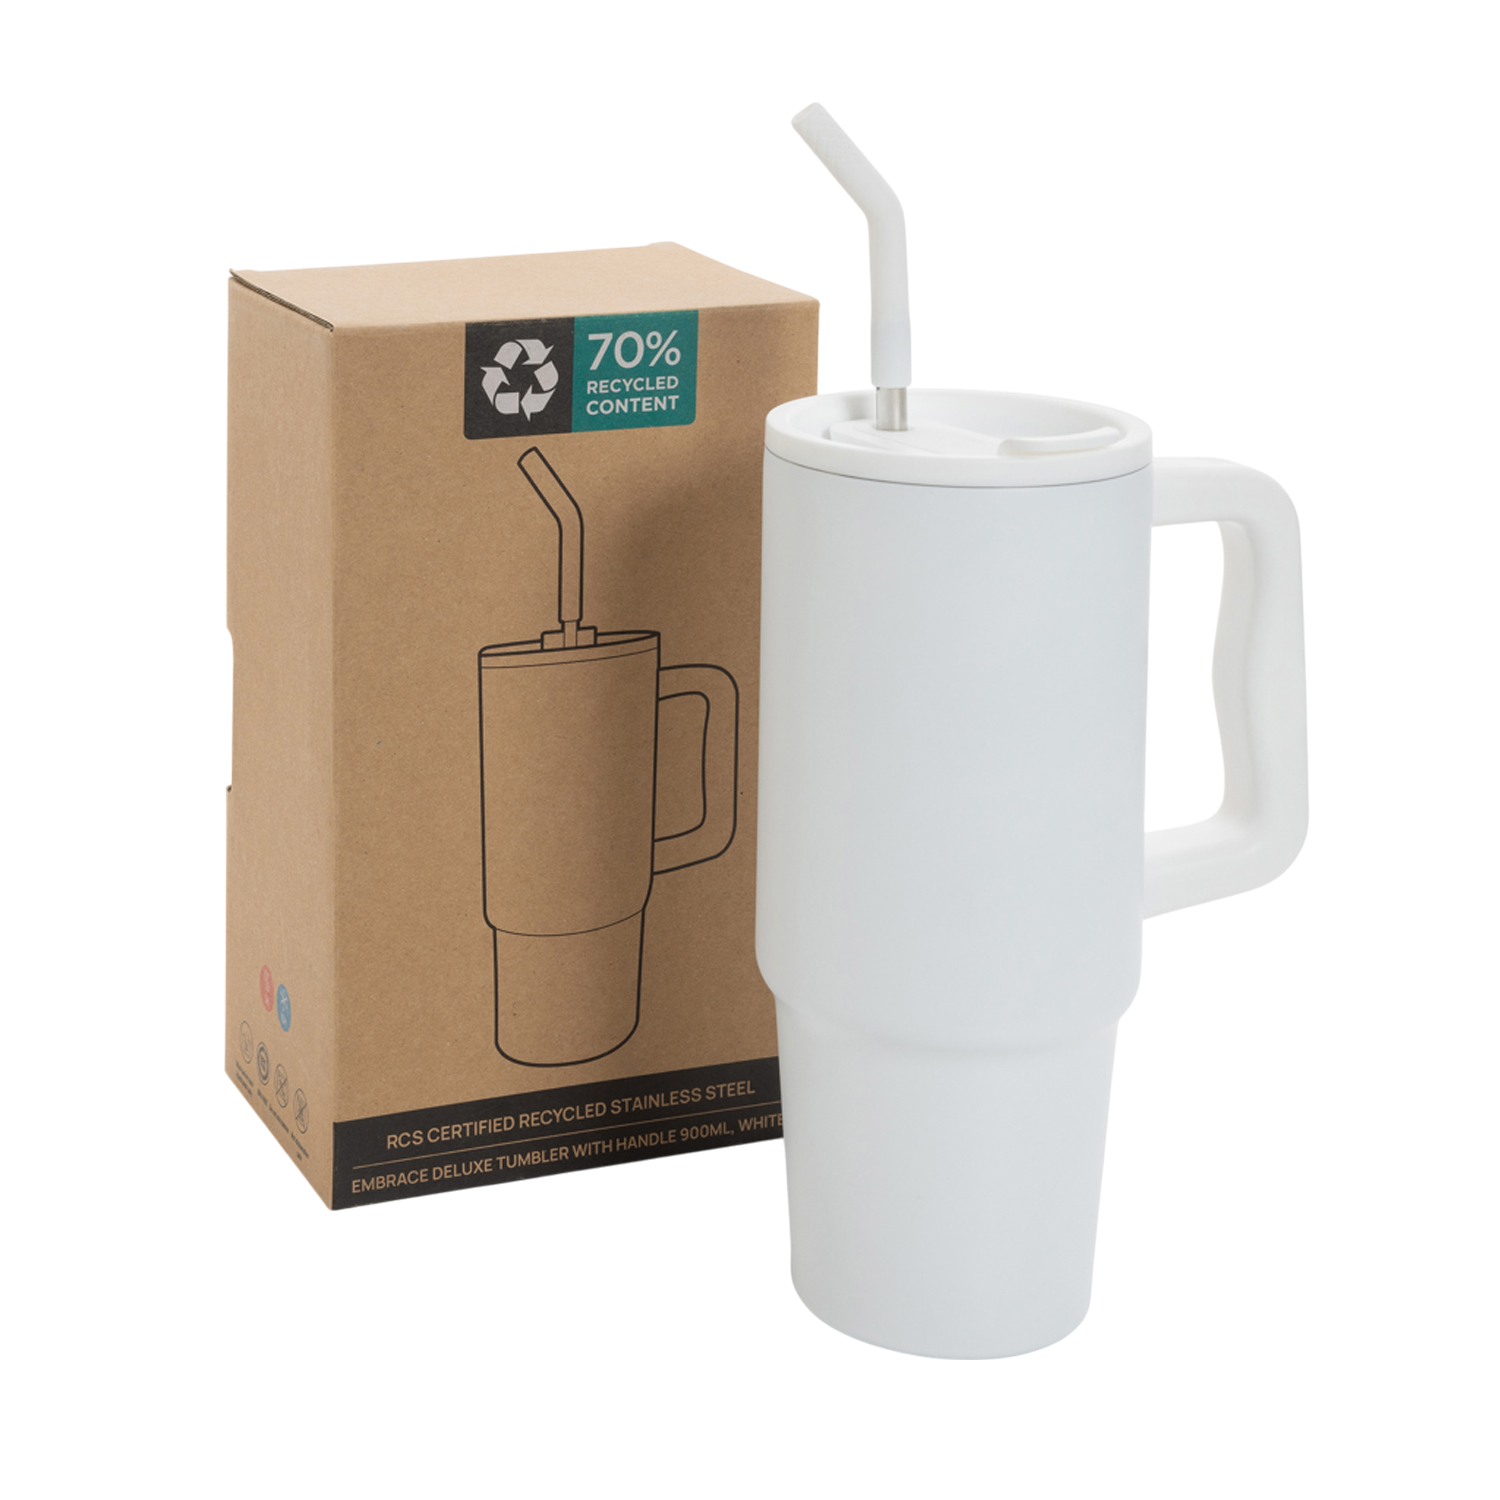 70%
RECYCLED
CONTENT
RCS CERTIFIED RECYCLED STAINLESS STEEL
EMBRACE DELUXE TUMBLER WITH HANDLE 900ML, WHITE